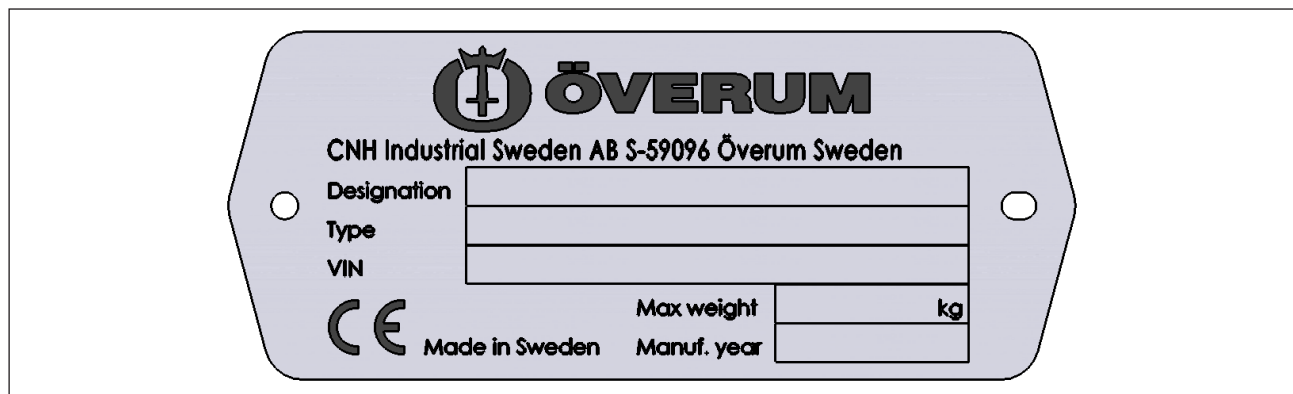 ÖVERUM
CNH Industrial Sweden AB S-59096 Överum Sweden
Designation
Type
VIN
Max weight kg
CE Made in Sweden Manuf. year